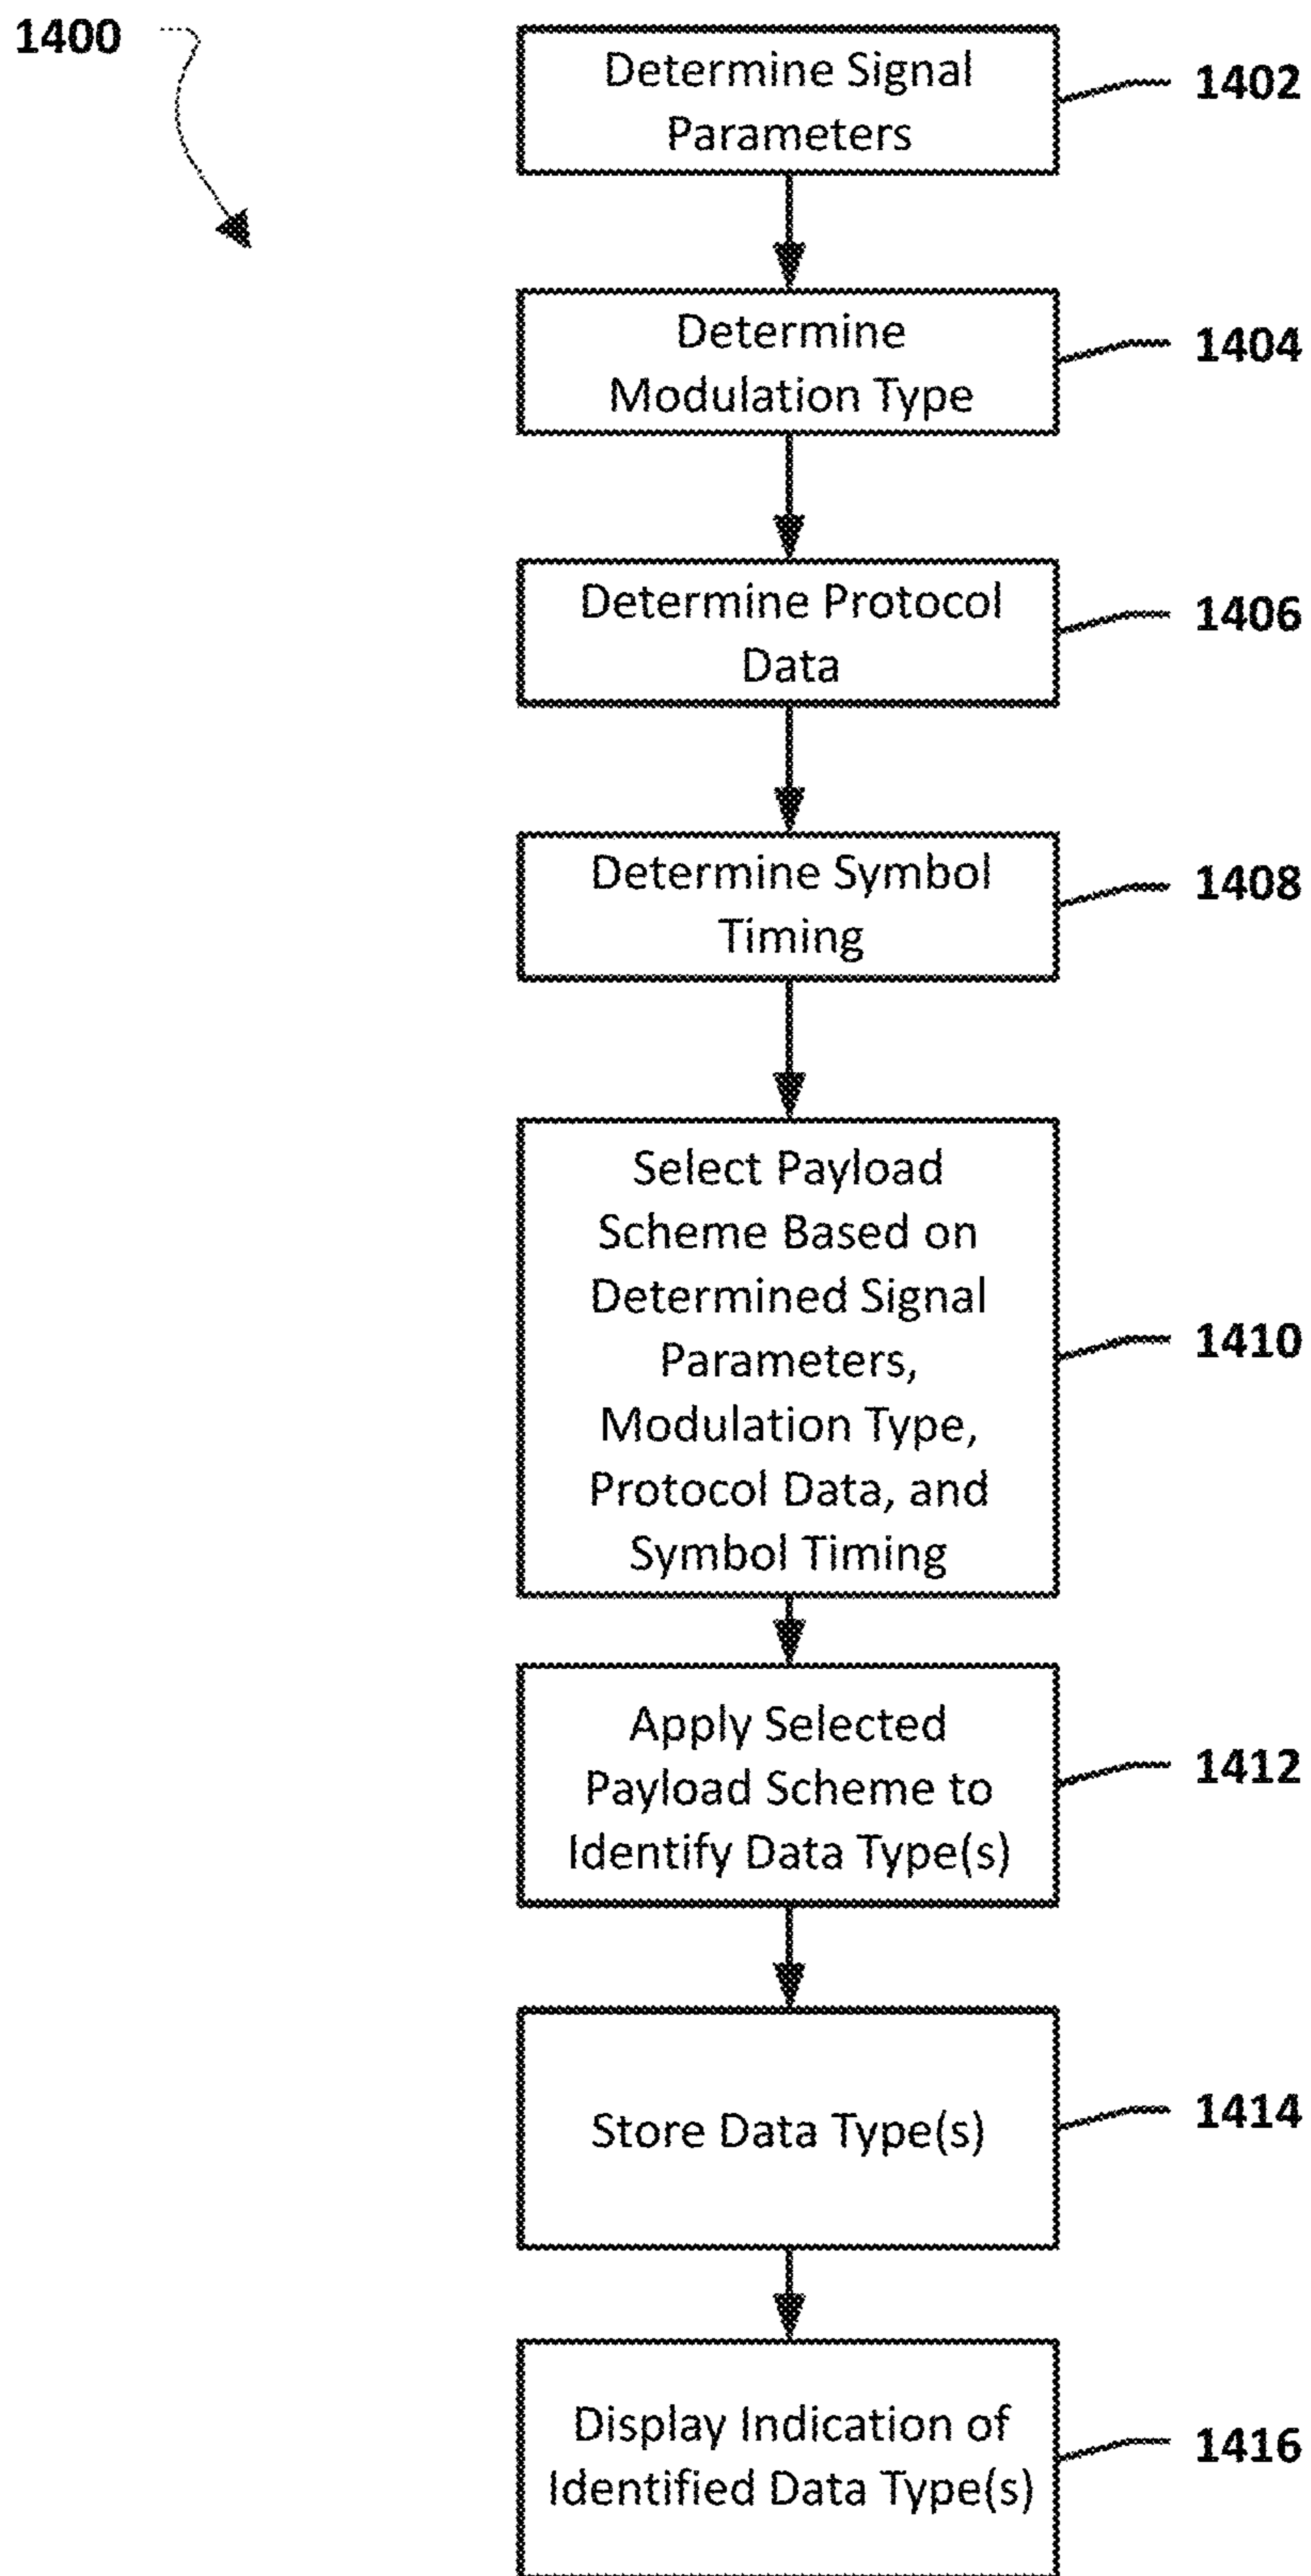 1400
Determine Signal
Parameters
1402
Determine
Modulation Type
1404
Determine Protocol
Data
1406
Determine Symbol
Timing
1408
Select Payload
Scheme Based on
Determined Signal
Parameters,
Modulation Type,
Protocol Data, and
Symbol Timing
1410
Apply Selected
Payload Scheme to
Identify Data Type(s)
1412
Store Data Type(s)
1414
Display Indication of
Identified Data Type(s)
1416